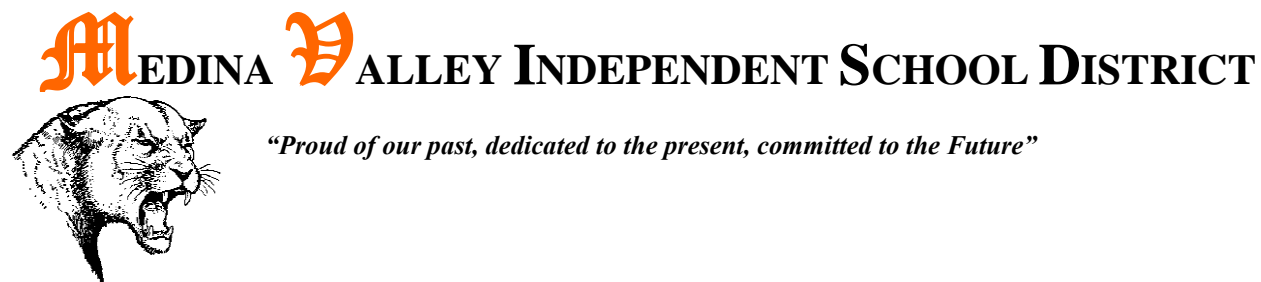 MEDINA VALLEY INDEPENDENT SCHOOL DISTRICT
“Proud of our past, dedicated to the present, committed to the Future”